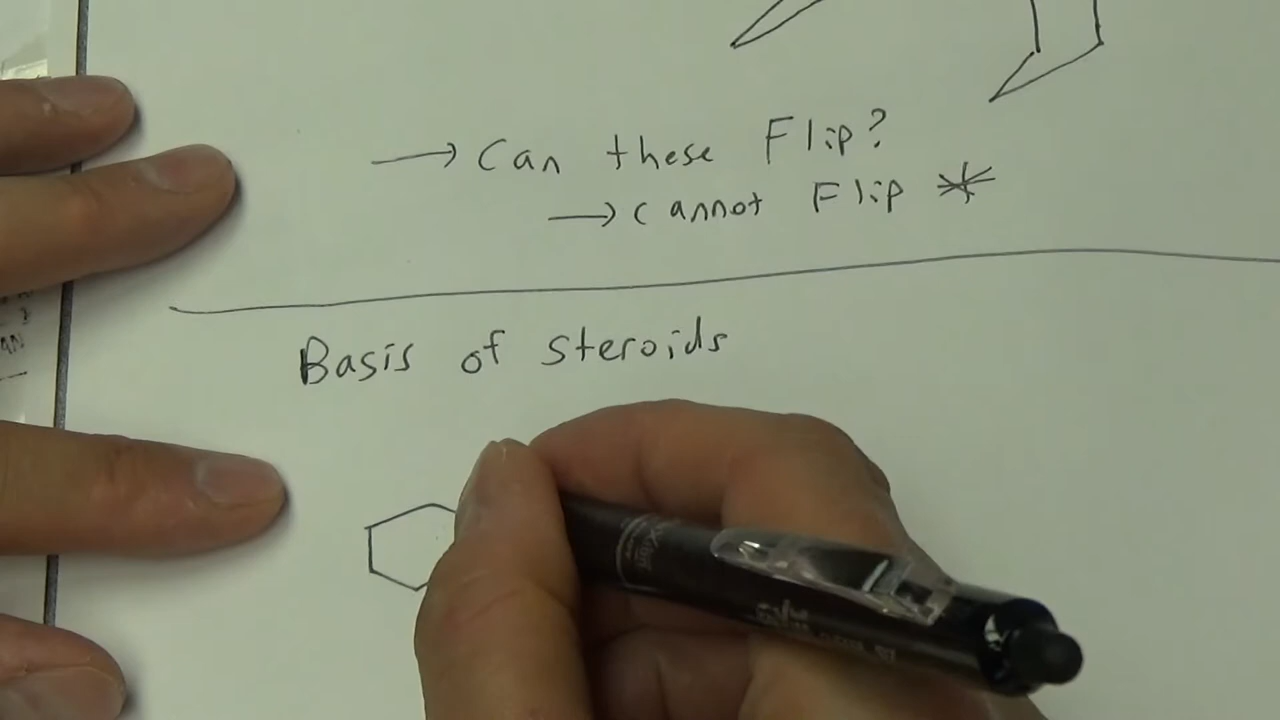 → Can these Flip?
→ cannot Flip *
Basis of steroids